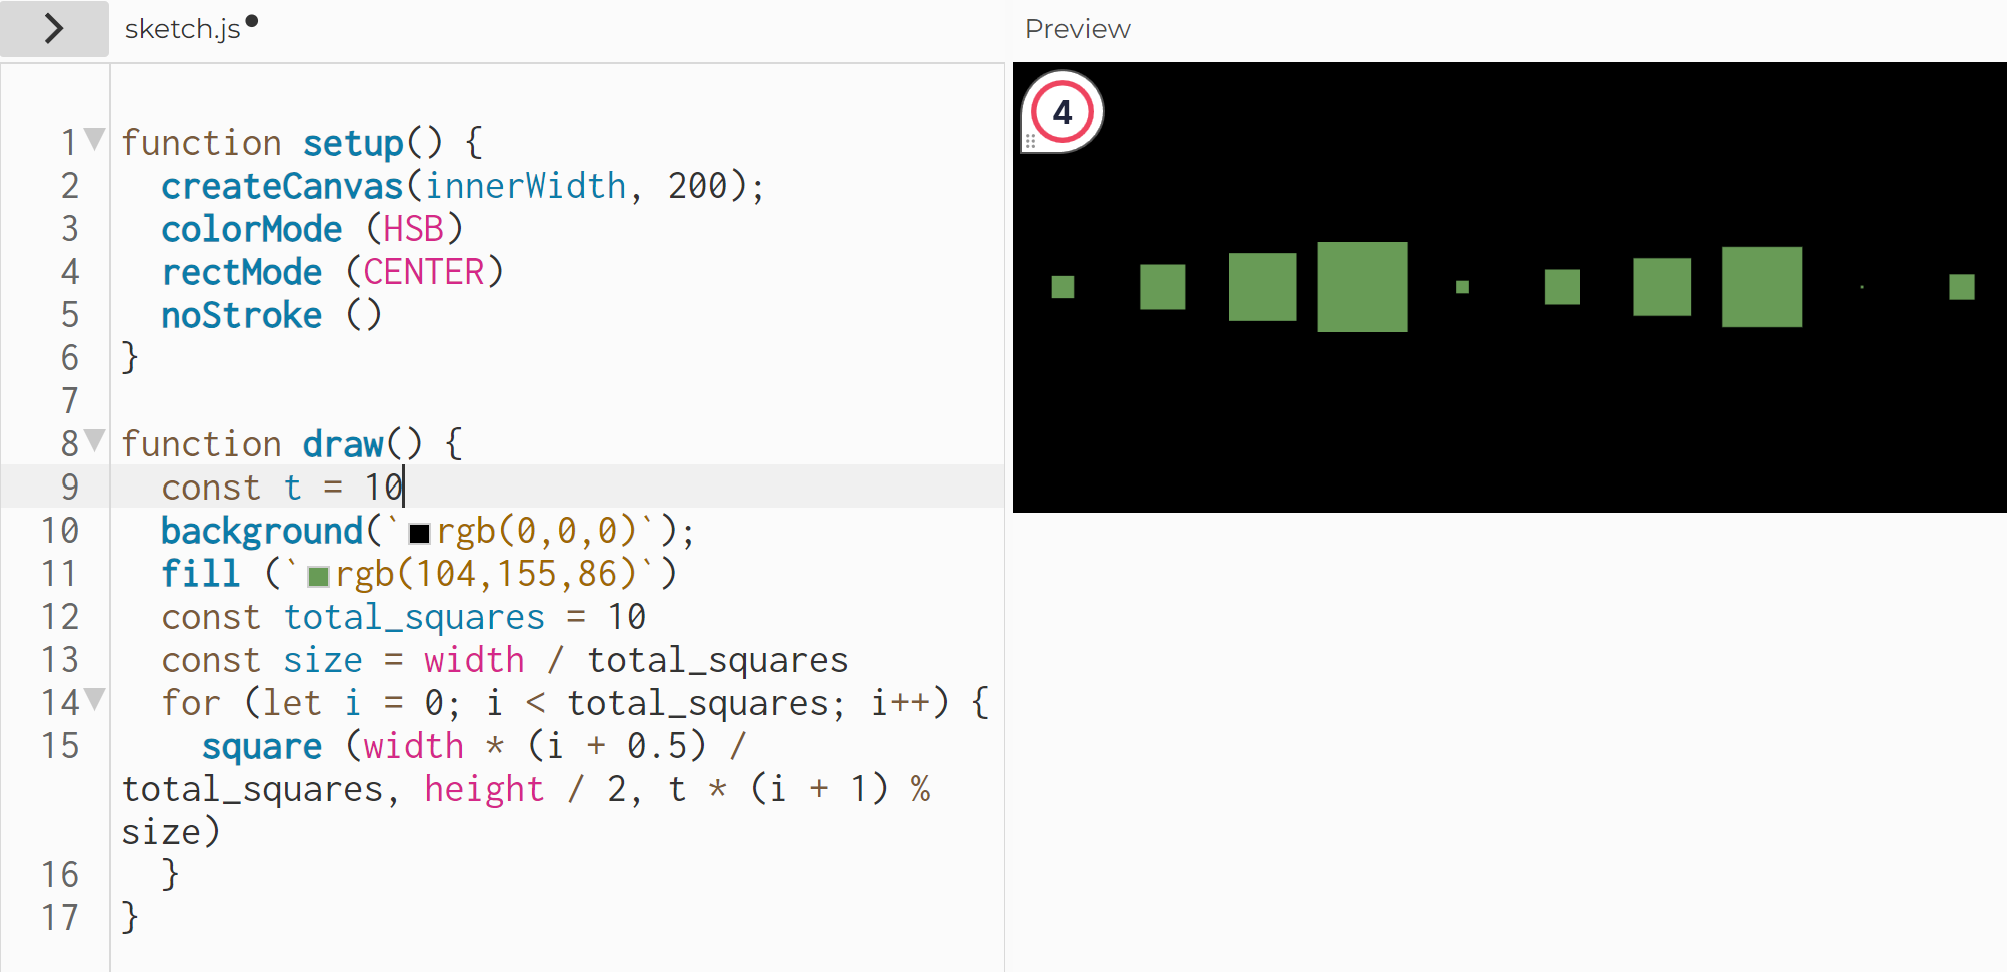 sketch.js
Preview
4
1 function setup() {
2 createCanvas(innerWidth, 200);
3 colorMode (HSB)
4 rectMode (CENTER)
5 noStroke ()
6 }
7
8 function draw() {
9 const t = 10
10 background(`rgb(0,0,0)`);
11 fill (`rgb(104,155,86)`)
12 const total_squares = 10
13 const size = width / total_squares
14 for (let i = 0; i < total_squares; i++) {
15 square (width * (i + 0.5) /
total_squares, height / 2, t * (i + 1) %
size)
16 }
17 }